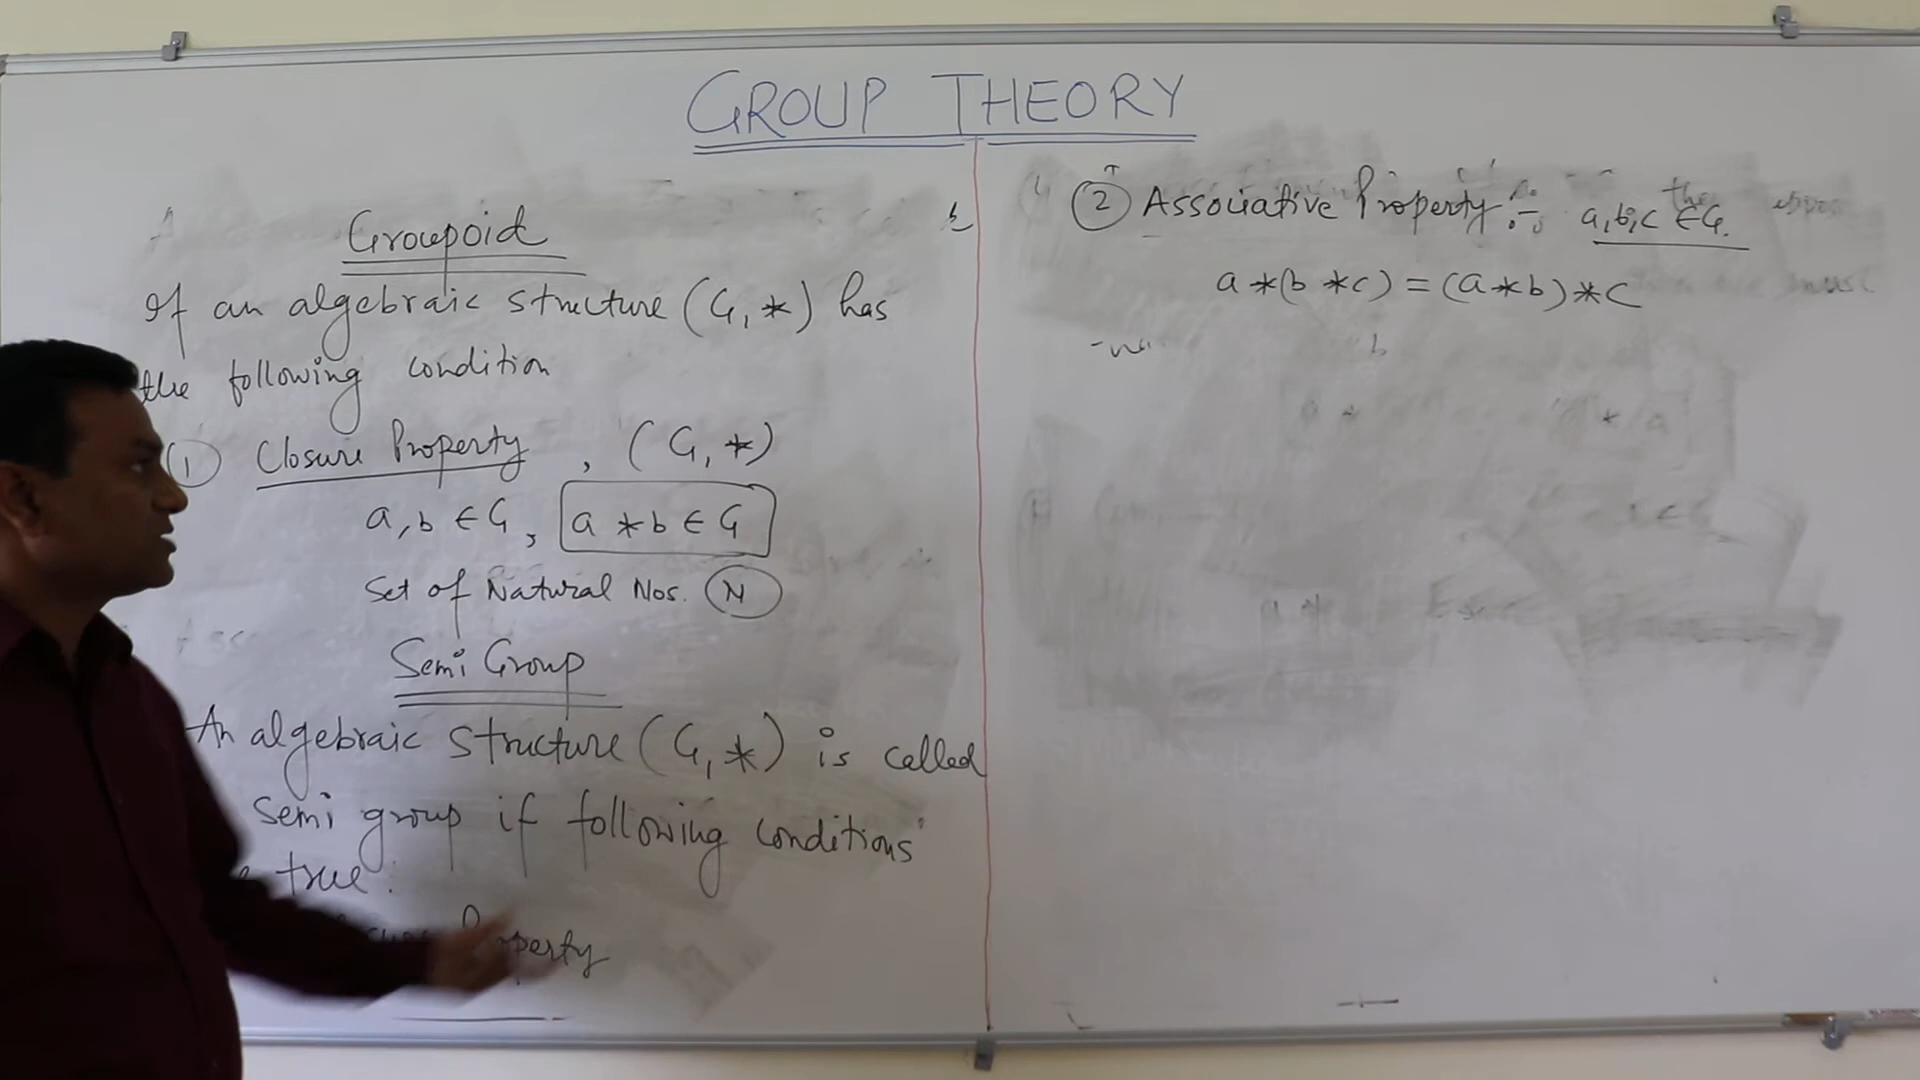 GROUP THEORY
Groupoid
If an algebraic structure (G, *) has
the following condition
1 Closure Property, (G, *)
a, b ∈ G, a * b ∈ G
Set of Natural Nos. N
Semi Group
An algebraic structure (G, *) is called
Semi group if following conditions
true.
Property
2 Associative Property :- a, b, c ∈ G.
a * (b * c) = (a * b) * c